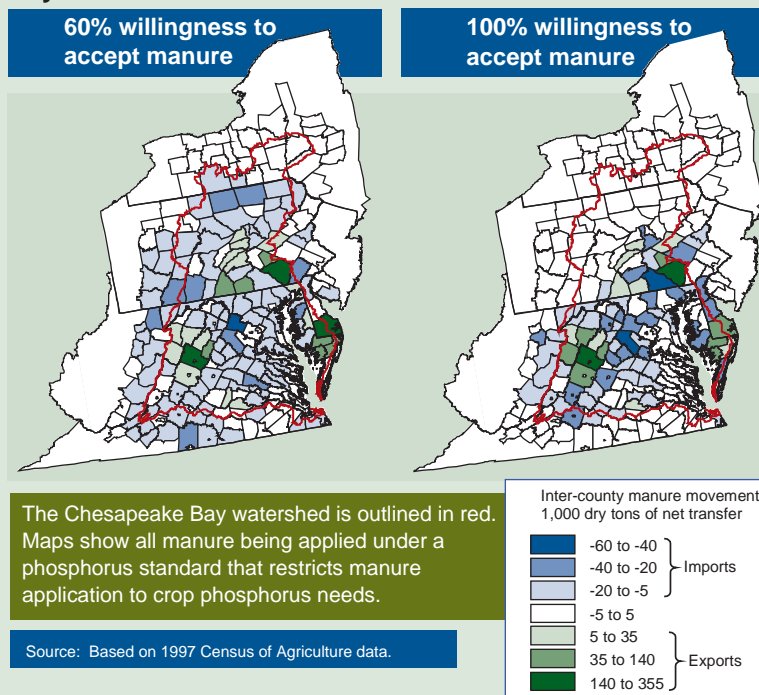 60% willingness to
accept manure
100% willingness to
accept manure
The Chesapeake Bay watershed is outlined in red.
Maps show all manure being applied under a
phosphorus standard that restricts manure
application to crop phosphorus needs.
Source: Based on 1997 Census of Agriculture data.
Inter-county manure movement
1,000 dry tons of net transfer
-60 to -40
-40 to -20
Imports
-20 to -5
-5 to 5
5 to 35
35 to 140
Exports
140 to 355